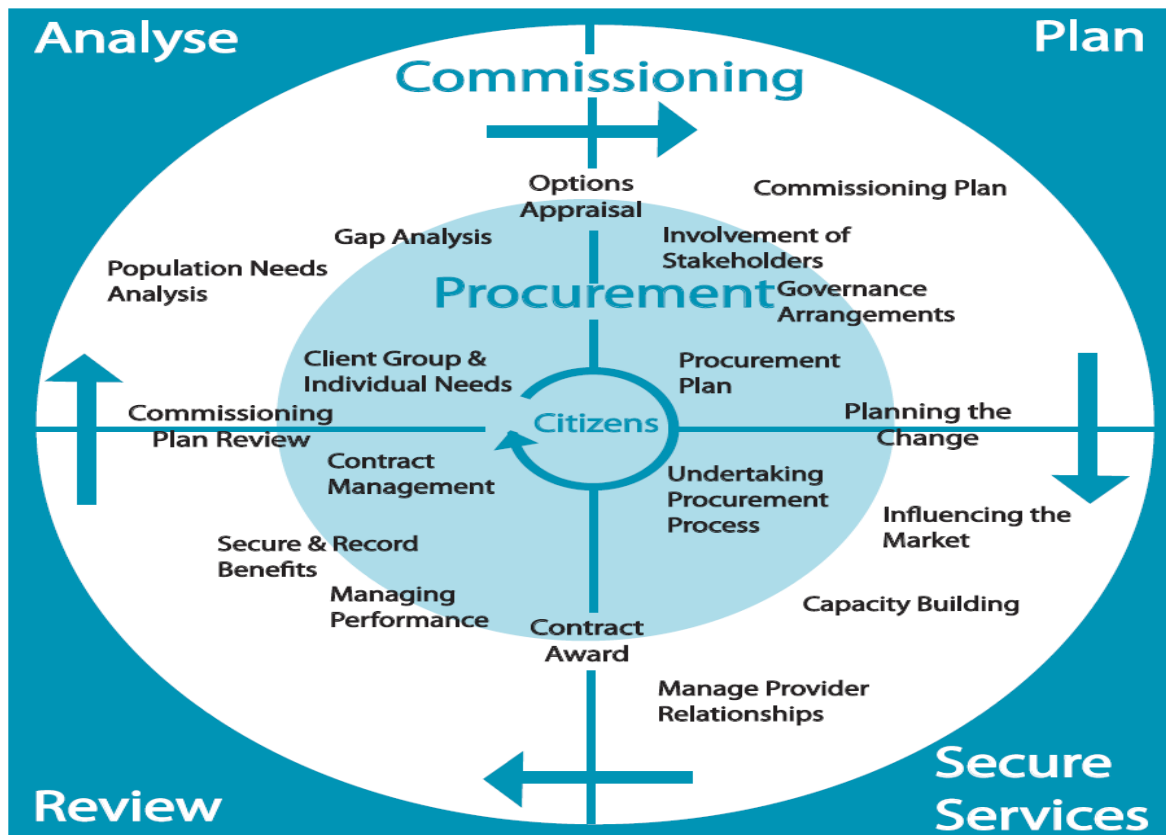 Analyse
Plan
Commissioning
Options
Appraisal
Commissioning Plan
Gap Analysis
Involvement of
Stakeholders
Population Needs
Analysis
Procurement
Governance
Arrangements
Client Group &
Individual Needs
Procurement
Plan
Commissioning
Plan Review
Citizens
Planning the
Change
Contract
Management
Undertaking
Procurement
Process
Influencing the
Market
Secure & Record
Benefits
Managing
Performance
Capacity Building
Contract
Award
Manage Provider
Relationships
Review
Secure
Services